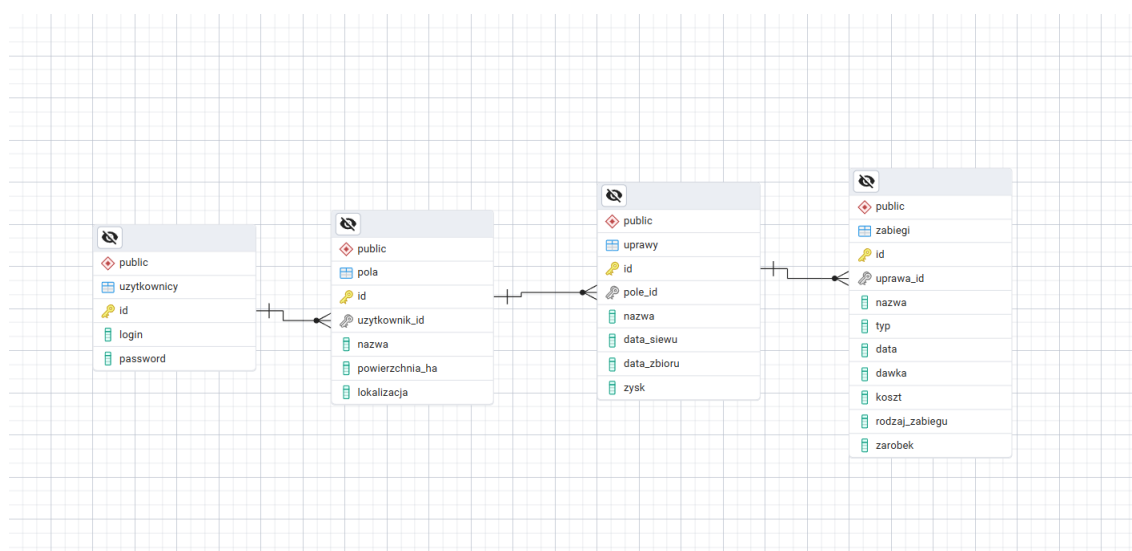 public
uzytkownicy
id
login
password
public
pola
id
uzytkownik_id
nazwa
powierzchnia_ha
lokalizacja
public
uprawy
id
pole_id
nazwa
data_siewu
data_zbioru
zysk
public
zabiegi
id
uprawa_id
nazwa
typ
data
dawka
koszt
rodzaj_zabiegu
zarobek